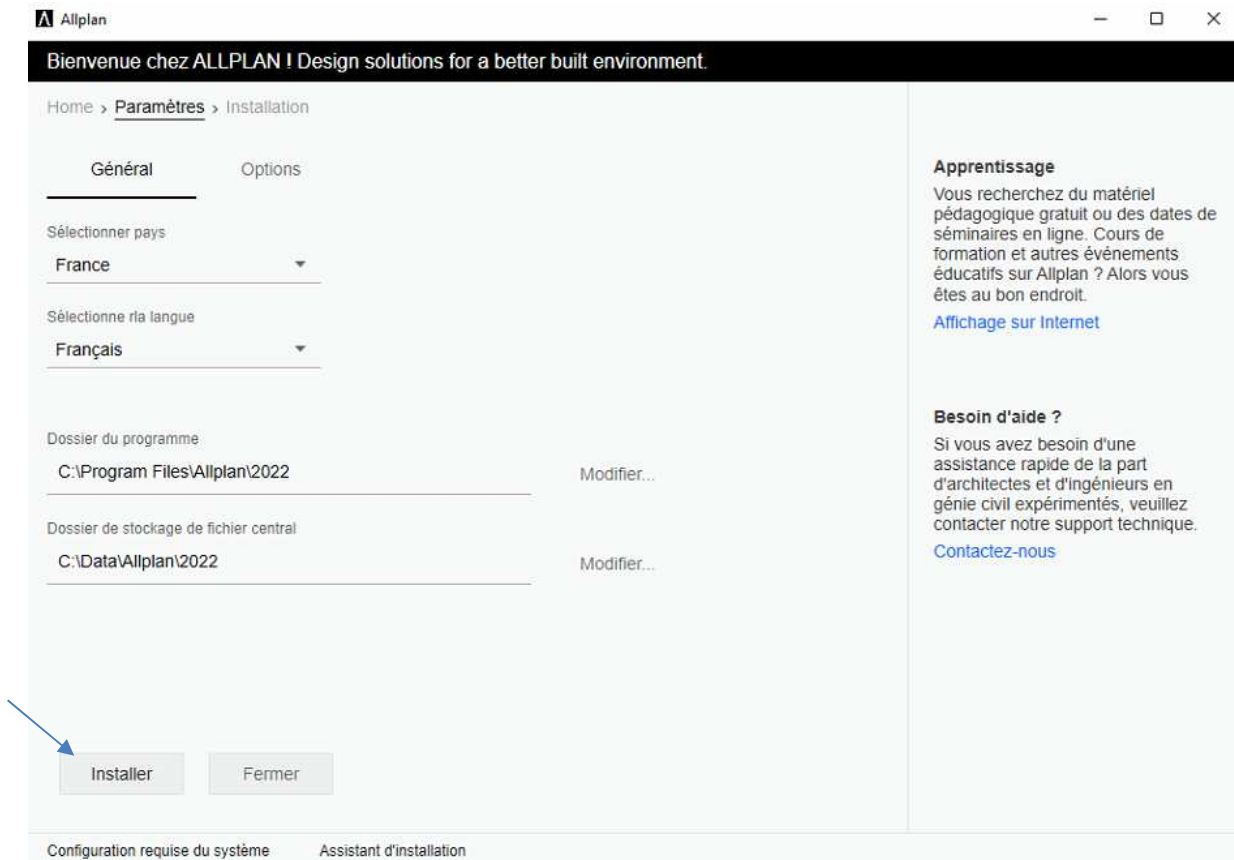 Allplan
Bienvenue chez ALLPLAN ! Design solutions for a better built environment.
Home > Paramètres > Installation
Général Options
Sélectionner pays
France
Sélectionne rla langue
Français
Dossier du programme
C:\Program Files\Allplan\2022
Modifier...
Dossier de stockage de fichier central
C:\Data\Allplan\2022
Modifier...
Installer Fermer
Apprentissage
Vous recherchez du matériel
pédagogique gratuit ou des dates de
séminaires en ligne. Cours de
formation et autres événements
éducatifs sur Allplan ? Alors vous
êtes au bon endroit.
Affichage sur Internet
Besoin d'aide ?
Si vous avez besoin d'une
assistance rapide de la part
d'architectes et d'ingénieurs en
génie civil expérimentés, veuillez
contacter notre support technique.
Contactez-nous
Configuration requise du système Assistant d'installation